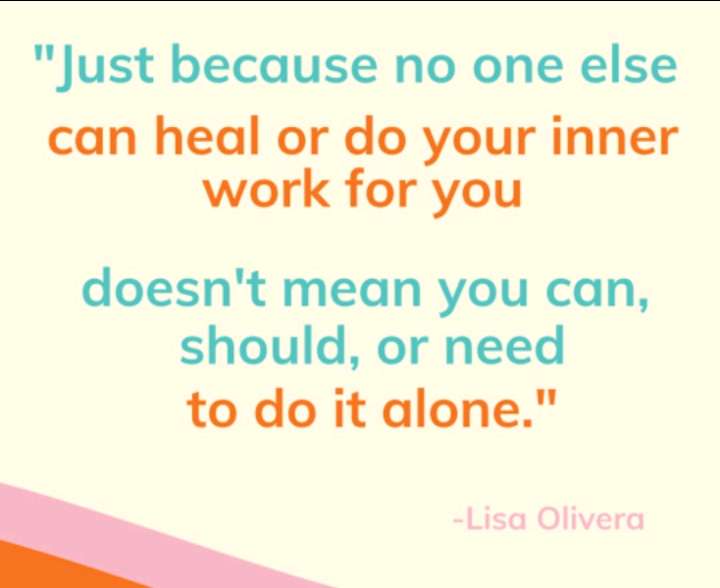 "Just because no one else
can heal or do your inner
work for you
doesn't mean you can,
should, or need
to do it alone."
-Lisa Olivera